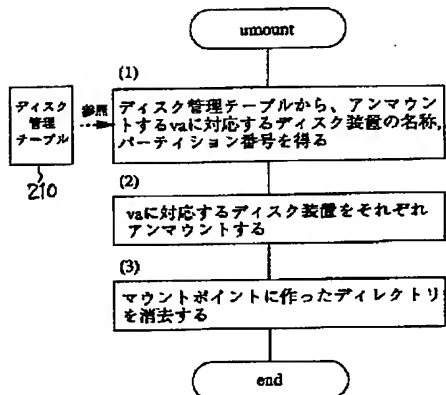 umount
(1)
ディスク
管理
テーブル
参照
ディスク管理テーブルから、アンマウン
トするvaに対応するディスク装置の名称,
パーティション番号を得る
210
(2)
vaに対応するディスク装置をそれぞれ
アンマウントする
(3)
マウントポイントに作ったディレクトリ
を消去する
end